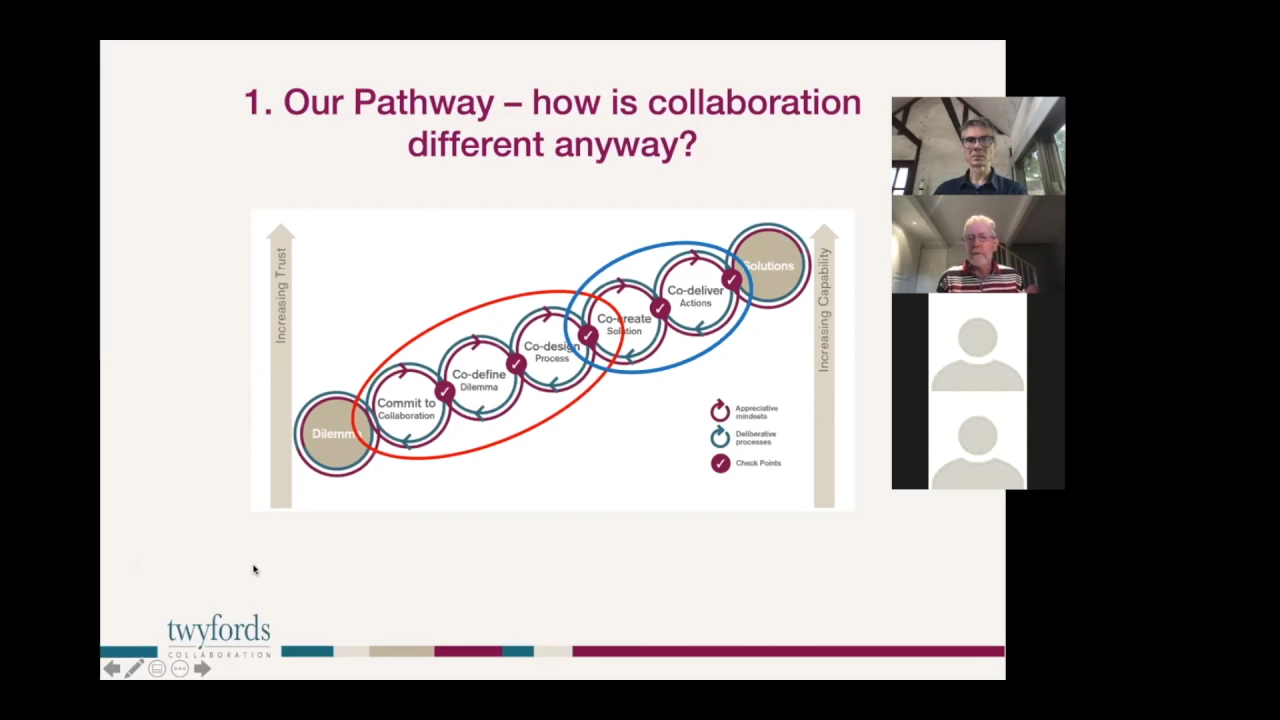 1. Our Pathway – how is collaboration
different anyway?
Increasing Trust
Increasing Capability
Solutions
Co-deliver
Actions
Co-create
Solution
Co-design
Process
Co-define
Dilemma
Commit to
Collaboration
Dilemma
Appreciative
mindsets
Deliberative
processes
Check Points
twyfords
COLLABORATION